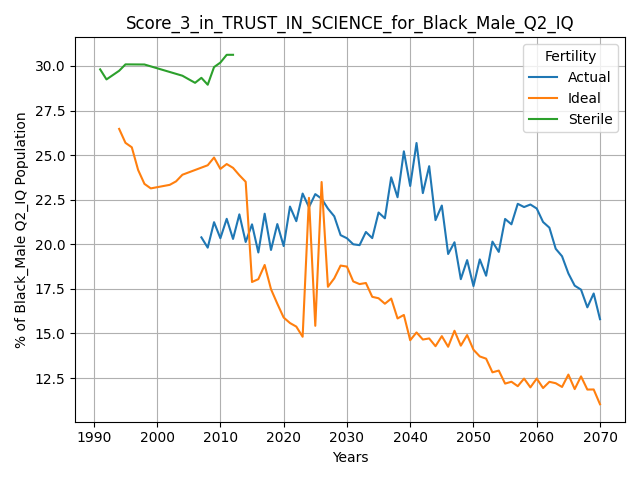 Score_3_in_TRUST_IN_SCIENCE_for_Black_Male_Q2_IQ
% of Black_Male Q2_IQ Population
30.0
27.5
25.0
22.5
20.0
17.5
15.0
12.5
Fertility
Actual
Ideal
Sterile
1990 2000 2010 2020 2030 2040 2050 2060 2070
Years